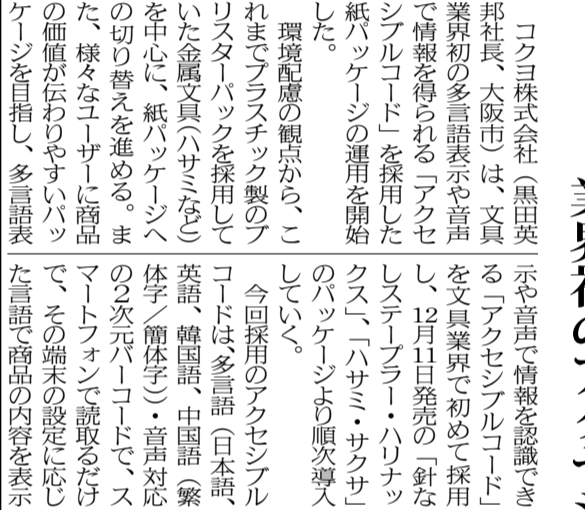 コクヨ株式会社（黒田英
邦社長、大阪市）は、文具
業界初の多言語表示や音声
で情報を得られる「アクセ
シブルコード」を採用した
紙パッケージの運用を開始
した。
　環境配慮の観点から、こ
れまでプラスチック製のブ
リスターパックを採用して
いた金属文具（ハサミなど）
を中心に、紙パッケージへ
の切り替えを進める。ま
た、様々なユーザーに商品
の価値が伝わりやすいパッ
ケージを目指し、多言語表
示や音声で情報を認識でき
る「アクセシブルコード」
を文具業界で初めて採用
し、12月11日発売の「針な
しステープラー・ハリナッ
クス」、「ハサミ・サクサ」
のパッケージより順次導入
していく。
　今回採用のアクセシブル
コードは、多言語（日本語、
英語、韓国語、中国語（繁
体字／簡体字））・音声対応
の２次元バーコードで、ス
マートフォンで読取るだけ
で、その端末の設定に応じ
た言語で商品の内容を表示